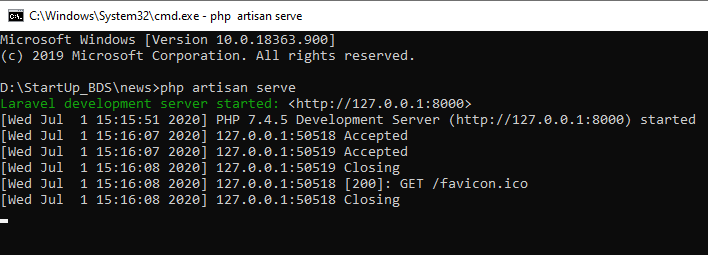 C:\Windows\System32\cmd.exe - php  artisan serve
Microsoft Windows [Version 10.0.18363.900]
(c) 2019 Microsoft Corporation. All rights reserved.
D:\StartUp_BDS\news>php artisan serve
Laravel development server started: <http://127.0.0.1:8000>
[Wed Jul  1 15:15:51 2020] PHP 7.4.5 Development Server (http://127.0.0.1:8000) started
[Wed Jul  1 15:16:07 2020] 127.0.0.1:50518 Accepted
[Wed Jul  1 15:16:07 2020] 127.0.0.1:50519 Accepted
[Wed Jul  1 15:16:08 2020] 127.0.0.1:50519 Closing
[Wed Jul  1 15:16:08 2020] 127.0.0.1:50518 [200]: GET /favicon.ico
[Wed Jul  1 15:16:08 2020] 127.0.0.1:50518 Closing